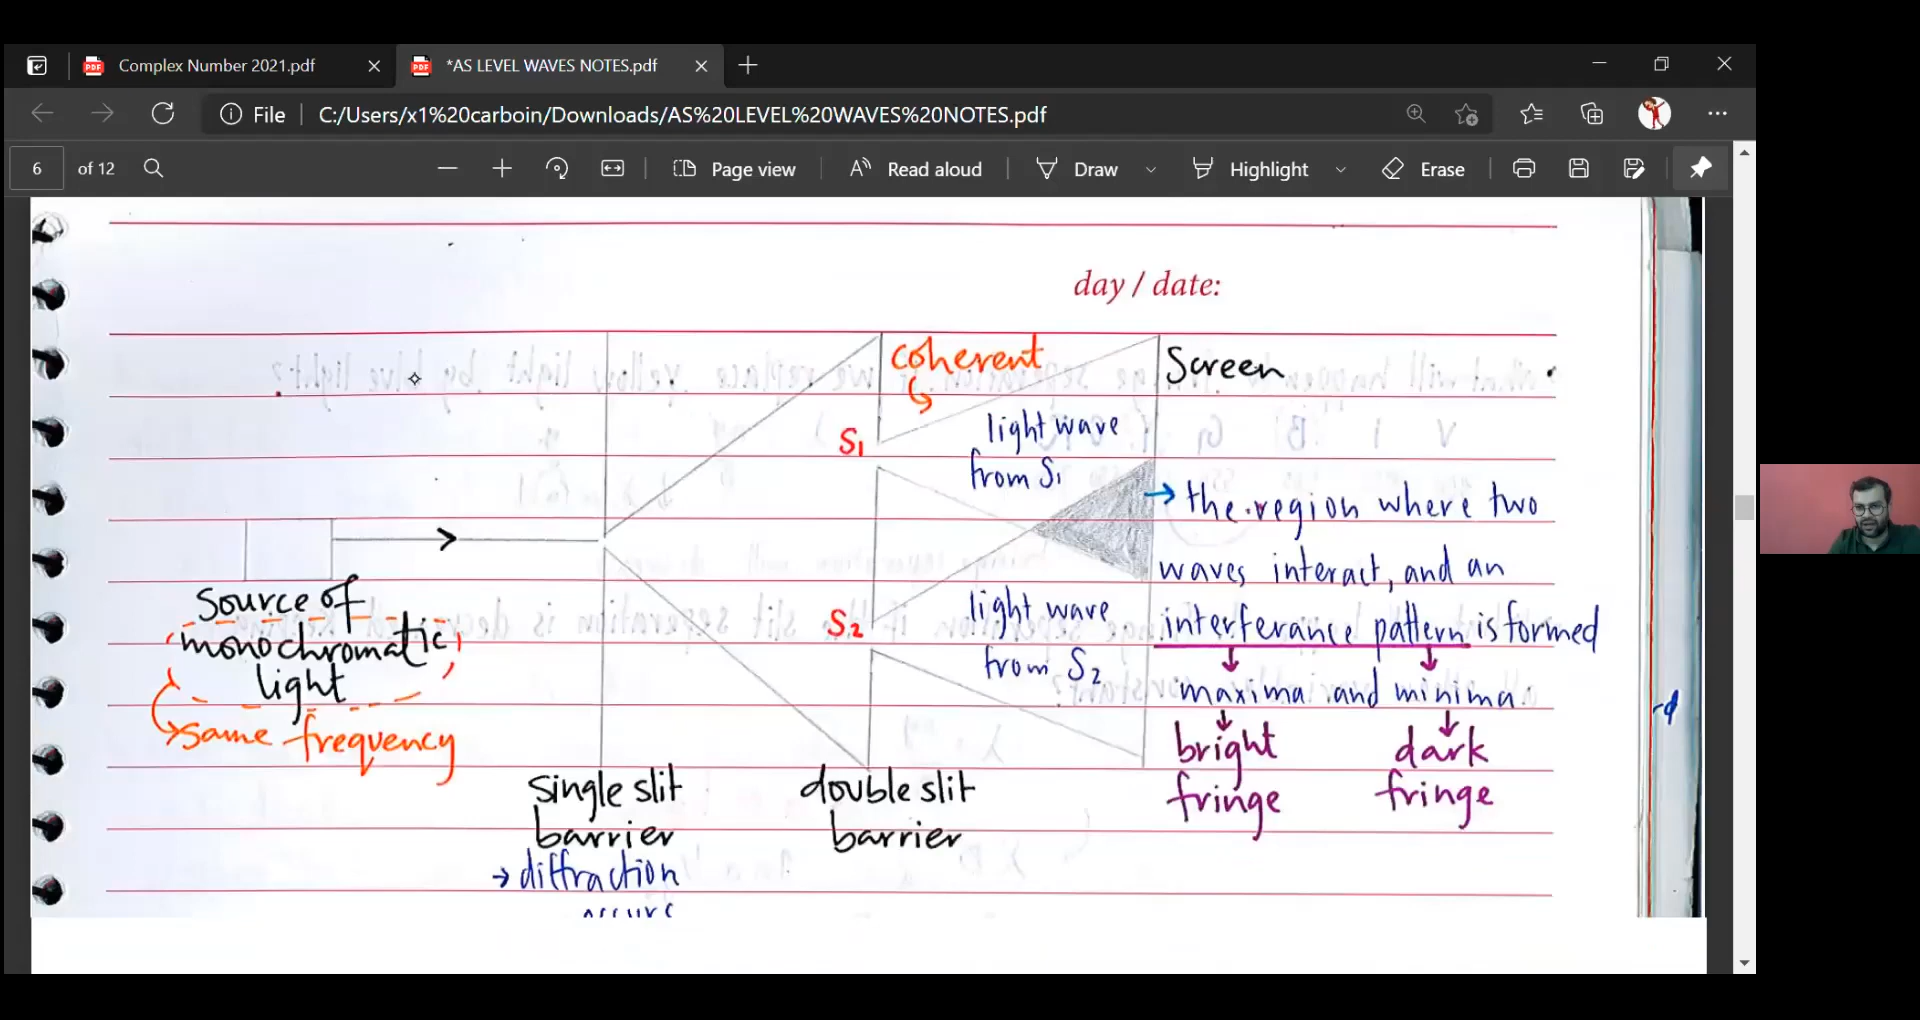 Complex Number 2021.pdf
*AS LEVEL WAVES NOTES.pdf
File
C:/Users/x1%20carboin/Downloads/AS%20LEVEL%20WAVES%20NOTES.pdf
6 of 12
Page view
Read aloud
Draw
Highlight
Erase
day / date:
coherent
Screen
S1
light wave
from S1
→ the region where two
waves interact, and an
interferance pattern is formed
maxima and minima
bright
fringe
dark
fringe
S2
light wave
from S2
Source of
monochromatic
light
same frequency
single slit
barrier
→ diffraction
double slit
barrier